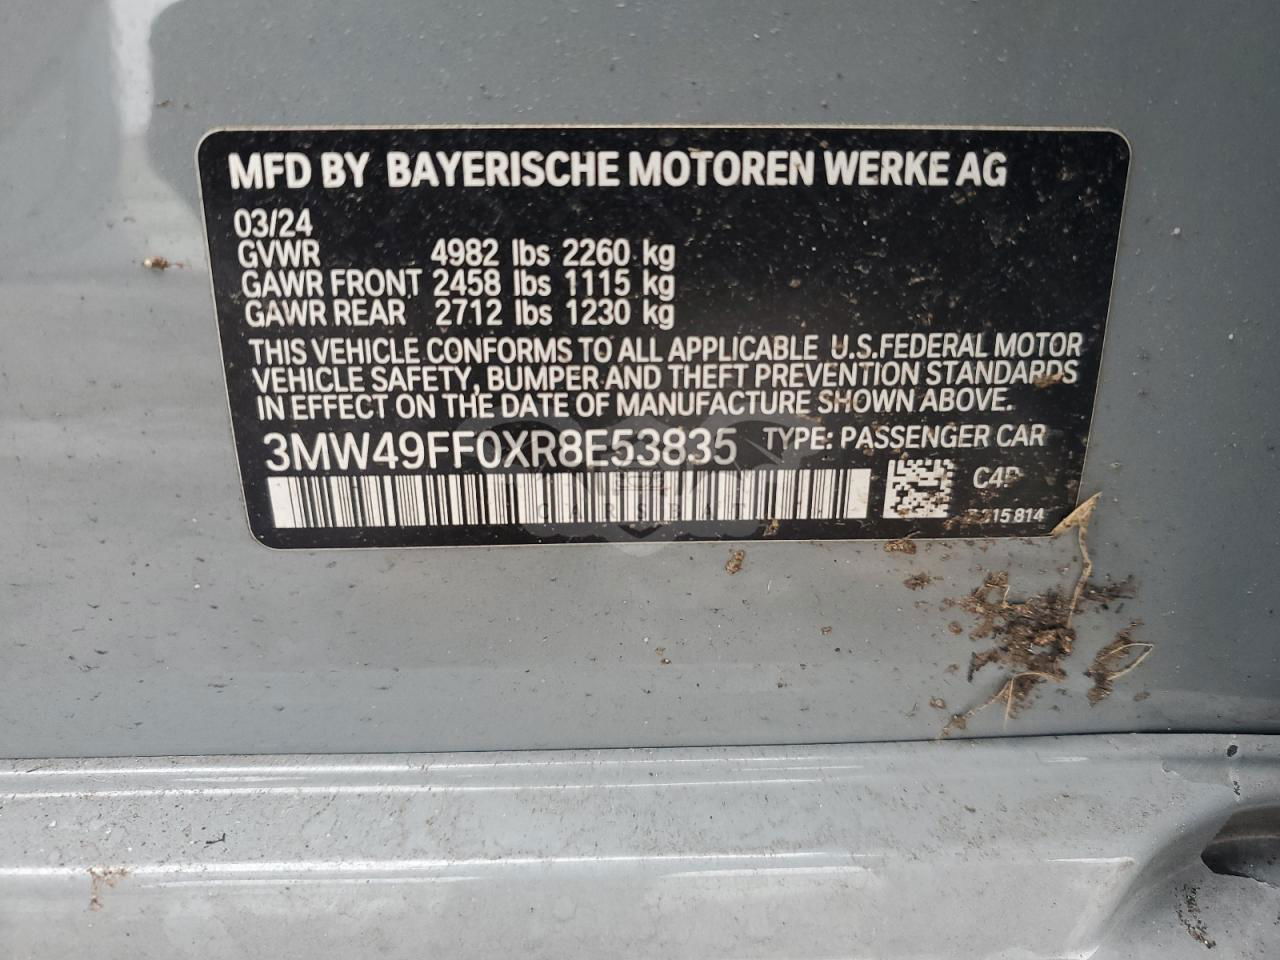 MFD BY BAYERISCHE MOTOREN WERKE AG
03/24
GVWR 4982 lbs 2260 kg
GAWR FRONT 2458 lbs 1115 kg
GAWR REAR 2712 lbs 1230 kg
THIS VEHICLE CONFORMS TO ALL APPLICABLE U.S.FEDERAL MOTOR
VEHICLE SAFETY, BUMPER AND THEFT PREVENTION STANDARDS
IN EFFECT ON THE DATE OF MANUFACTURE SHOWN ABOVE.
3MW49FF0XR8E53835 TYPE: PASSENGER CAR